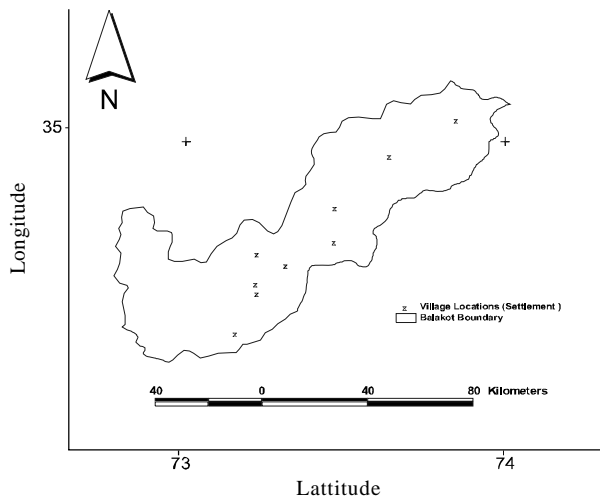 N
35
Longitude
x Village Locations (Settlement )
Balakot Boundary
40 0 40 80 Kilometers
73 74
Lattitude